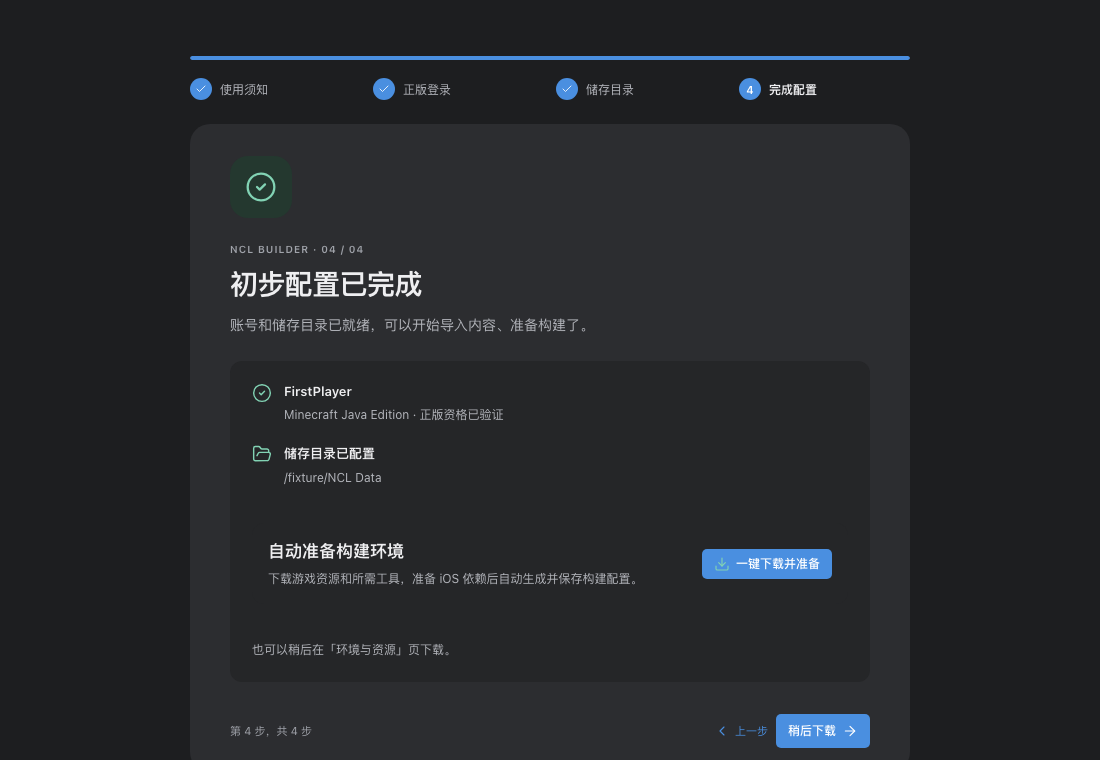 使用须知
正版登录
储存目录
4 完成配置
NCL BUILDER · 04 / 04
初步配置已完成
账号和储存目录已就绪，可以开始导入内容、准备构建了。
FirstPlayer
Minecraft Java Edition · 正版资格已验证
储存目录已配置
/fixture/NCL Data
自动准备构建环境
下载游戏资源和所需工具，准备 iOS 依赖后自动生成并保存构建配置。
一键下载并准备
也可以稍后在「环境与资源」页下载。
第 4 步，共 4 步
上一步
稍后下载